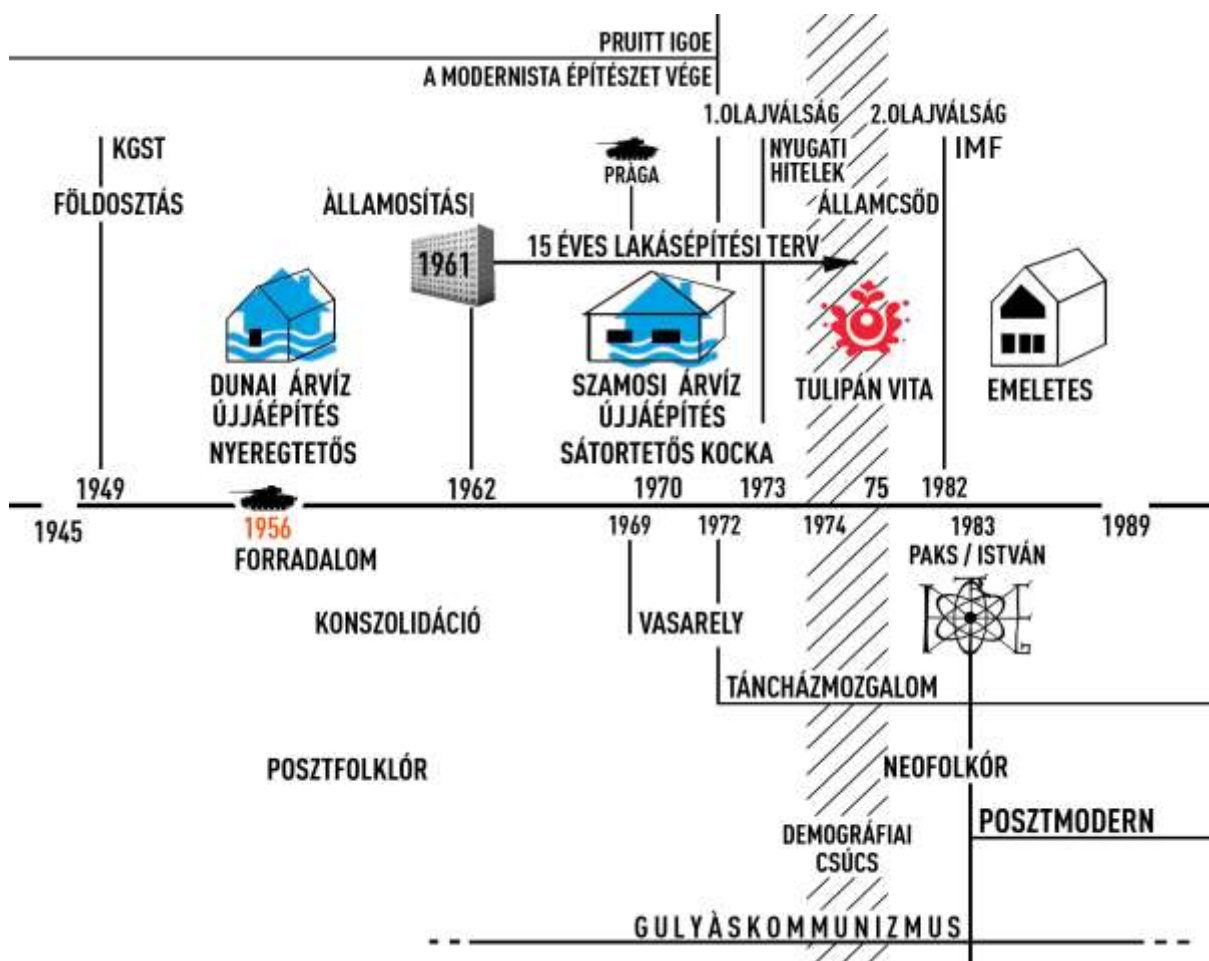 PRUITT IGOE
A MODERNISTA ÉPÍTÉSZET VÉGE
1.OLAJVÁLSÁG
2.OLAJVÁLSÁG
KGST
PRÀGA
NYUGATI
HITELEK
IMF
FÖLDOSZTÁS
ÀLLAMOSÍTÁS
ÁLLAMCSŐD
15 ÉVES LAKÁSÉPÍTÉSI TERV
1961
DUNAI ÁRVÍZ
ÚJJÁÉPÍTÉS
NYEREGTETŐS
SZAMOSI ÁRVÍZ
ÚJJÁÉPÍTÉS
SÁTORTETŐS KOCKA
TULIPÁN VITA
EMELETES
1949
1962
1970
1973
75
1982
1945
1956
1969
1972
1974
1983
1989
FORRADALOM
PAKS / ISTVÁN
KONSZOLIDÁCIÓ
VASARELY
TÁNCHÁZMOZGALOM
POSZTFOLKLÓR
NEOFOLKÓR
DEMOGRÁFIAI
CSÚCS
POSZTMODERN
GULYÀSKOMMUNIZMUS